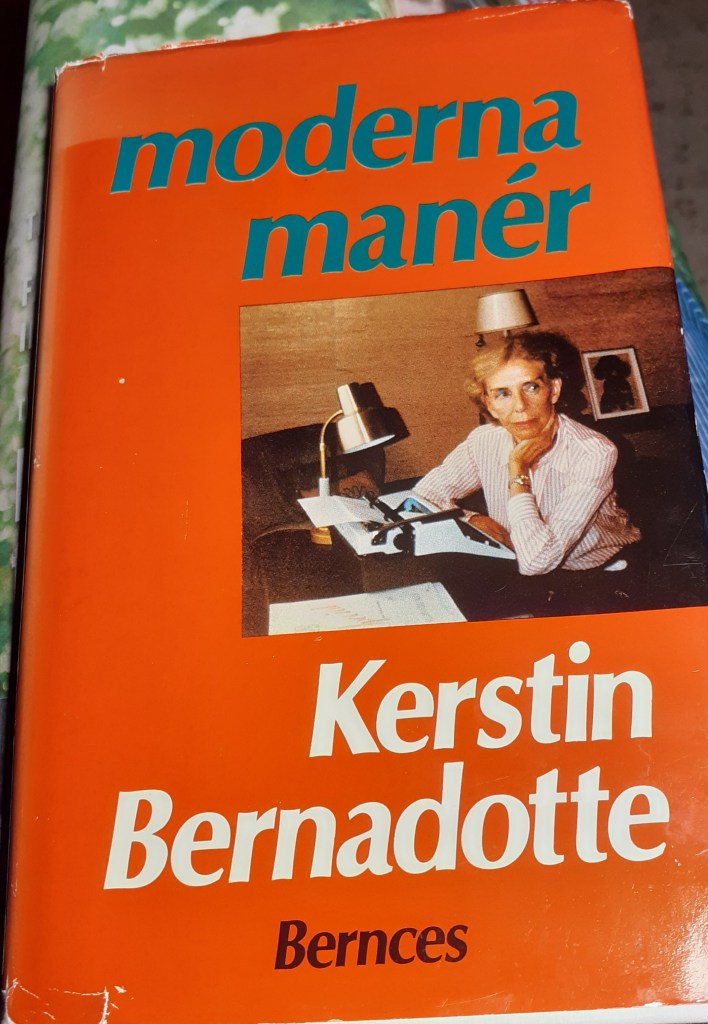 moderna
manér
Kerstin
Bernadotte
Bernces